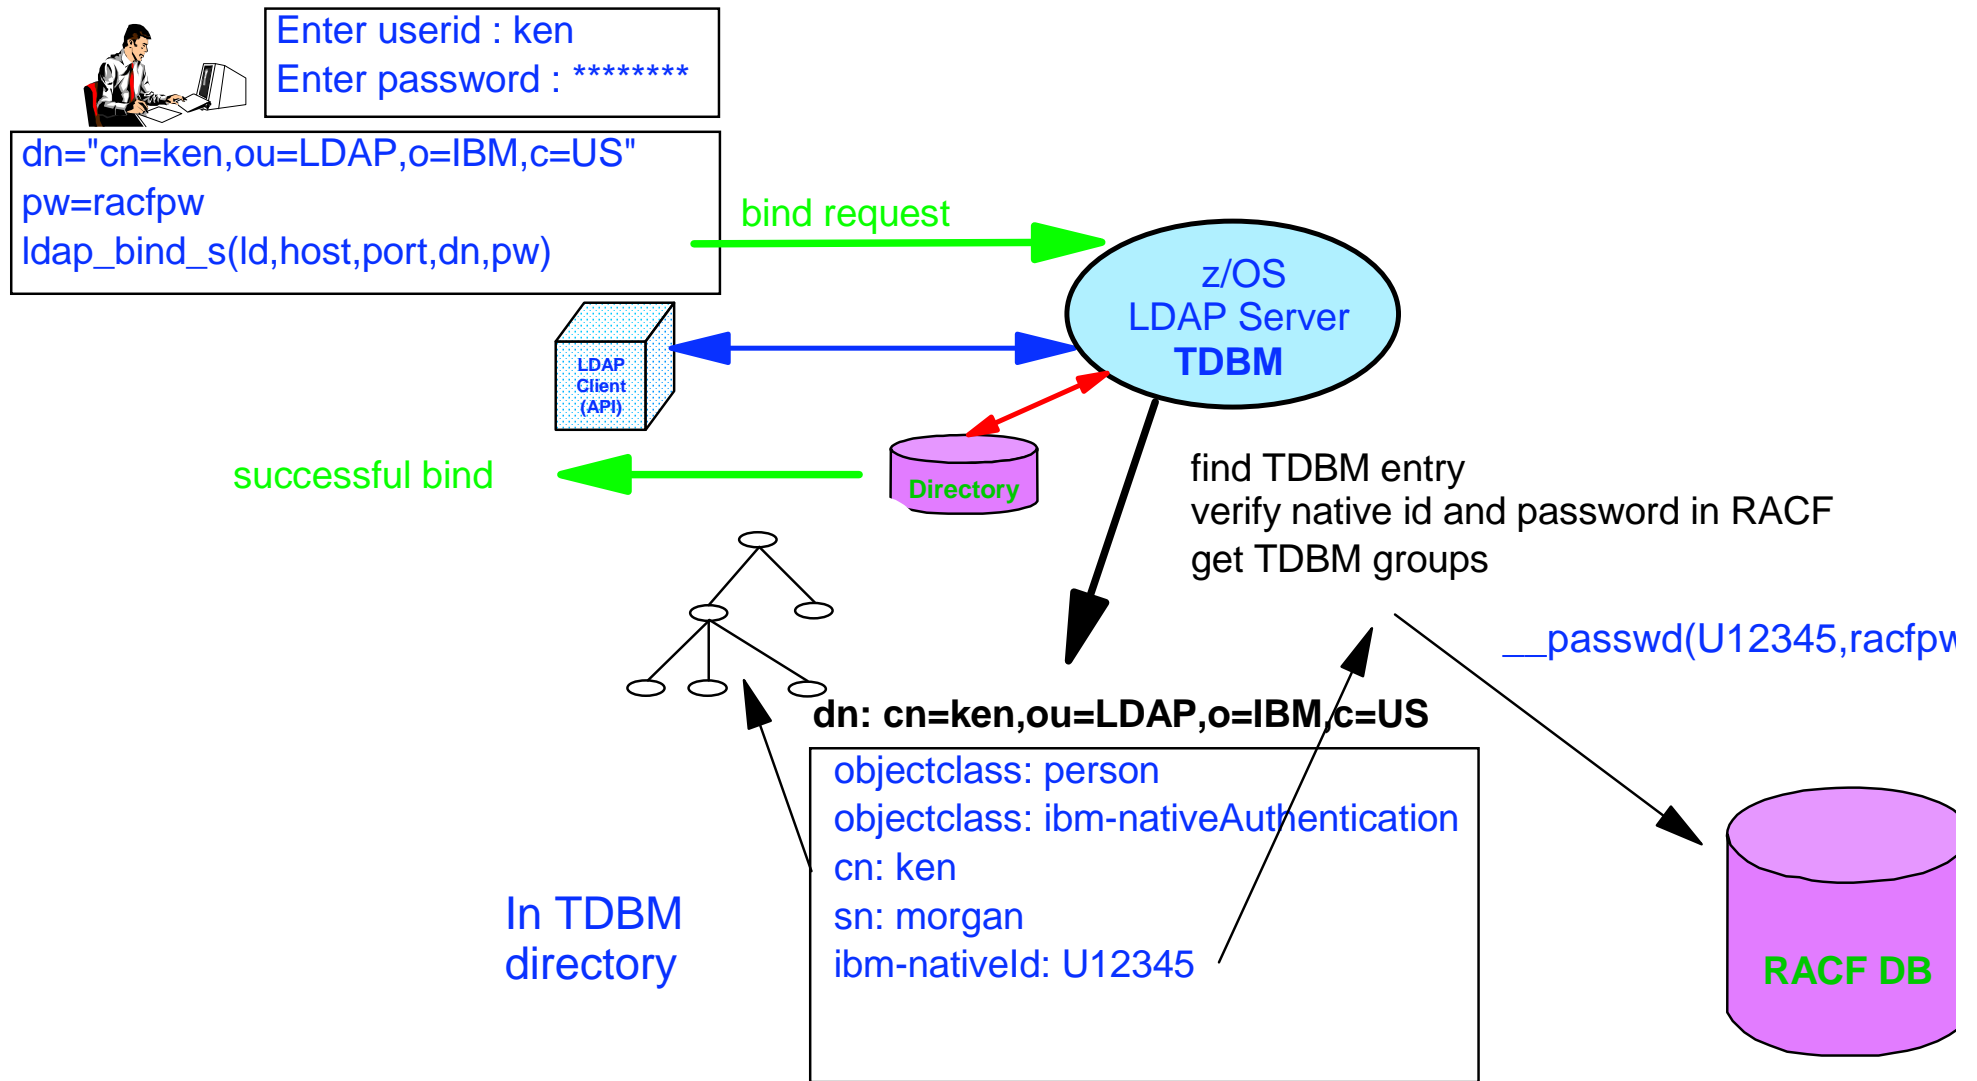 Enter userid : ken
Enter password : ********
dn="cn=ken,ou=LDAP,o=IBM,c=US"
pw=racfpw
ldap_bind_s(ld,host,port,dn,pw)
bind request
z/OS
LDAP Server
TDBM
LDAP
Client
(API)
successful bind
Directory
find TDBM entry
verify native id and password in RACF
get TDBM groups
__passwd(U12345,racfpw
dn: cn=ken,ou=LDAP,o=IBM,c=US
objectclass: person
objectclass: ibm-nativeAuthentication
cn: ken
sn: morgan
ibm-nativeId: U12345
In TDBM
directory
RACF DB